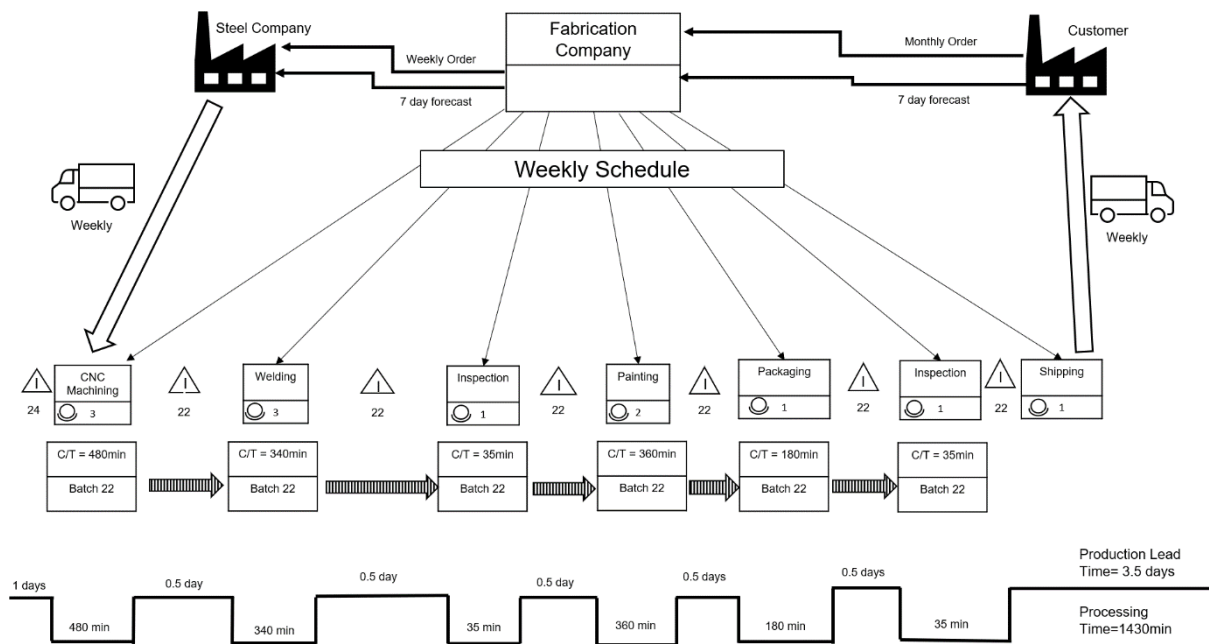 Steel Company
Fabrication
Company
Customer
Weekly Order
7 day forecast
Monthly Order
7 day forecast
Weekly Schedule
Weekly
Weekly
I
24
CNC
Machining
3
I
22
Welding
3
I
22
Inspection
1
I
22
Painting
2
I
22
Packaging
1
I
22
Inspection
1
I
22
Shipping
1
C/T = 480min
Batch 22
C/T = 340min
Batch 22
C/T = 35min
Batch 22
C/T = 360min
Batch 22
C/T = 180min
Batch 22
C/T = 35min
Batch 22
1 days
480 min
0.5 day
340 min
0.5 day
35 min
0.5 day
360 min
0.5 days
180 min
0.5 days
35 min
Production Lead
Time= 3.5 days
Processing
Time=1430min